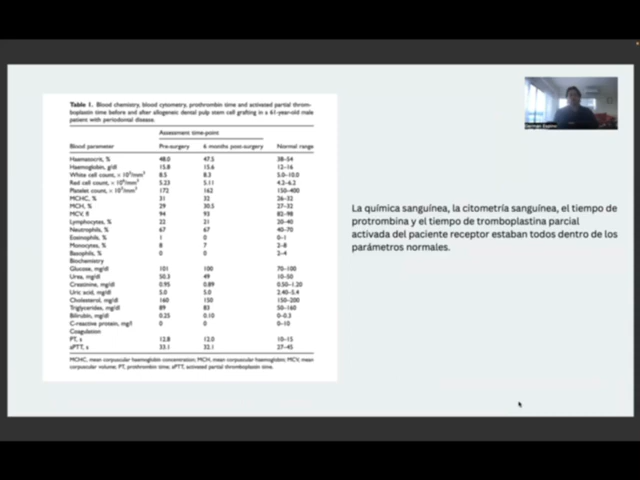 Table 1. Blood chemistry, blood cytometry, prothrombin time and activated partial throm-
boplastin time before and after allogeneic dental pulp stem cell grafting in a 61-year-old male
patient with periodontal disease.
Assessment time-point
Blood parameter Pre-surgery 6 months post-surgery Normal range
Haematocrit, % 48.0 47.5 38–54
Haemoglobin, g/dl 15.8 15.6 12–16
White cell count, × 10³/mm³ 8.5 8.3 5.0–10.0
Red cell count, × 10⁶/mm³ 5.23 5.11 4.2–6.2
Platelet count, × 10³/mm³ 172 162 150–400
MCHC, % 31 32 26–32
MCH, % 29 30.5 27–32
MCV, fl 94 93 82–98
Lymphocytes, % 22 21 20–40
Neutrophils, % 67 67 40–70
Eosinophils, % 1 0 0–1
Monocytes, % 8 7 2–8
Basophils, % 0 0 2–4
Biochemistry
Glucose, mg/dl 101 100 70–100
Urea, mg/dl 50.3 49 10–50
Creatinine, mg/dl 0.95 0.89 0.50–1.20
Uric acid, mg/dl 5.0 5.0 2.40–5.4
Cholesterol, mg/dl 160 150 150–200
Triglycerides, mg/dl 89 83 50–160
Bilirubin, mg/dl 0.25 0.10 0–0.3
C-reactive protein, mg/l 0 0 0–10
Coagulation
PT, s 12.8 12.0 10–15
aPTT, s 33.1 32.1 27–45
MCHC, mean corpuscular haemoglobin concentration; MCH, mean corpuscular haemoglobin; MCV, mean
corpuscular volume; PT, prothrombin time; aPTT, activated partial thromboplastin time.
La química sanguínea, la citometría sanguínea, el tiempo de
protrombina y el tiempo de tromboplastina parcial
activada del paciente receptor estaban todos dentro de los
parámetros normales.